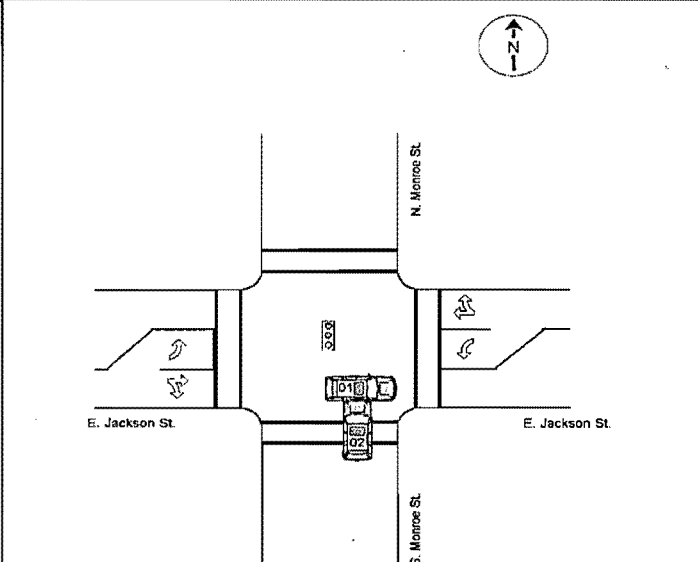 N
N. Monroe St.
01
02
E. Jackson St.
E. Jackson St.
S. Monroe St.